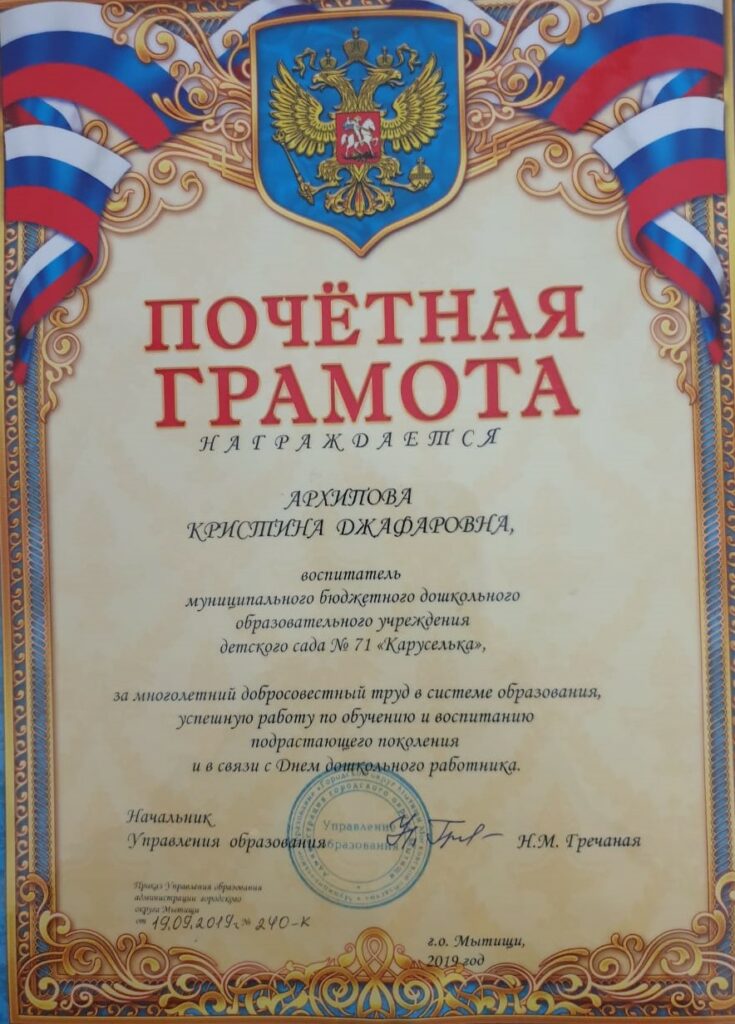 ПОЧЁТНАЯ
ГРАМОТА
НАГРАЖДАЕТСЯ
АРХИПОВА
КРИСТИНА ДЖАФАРОВНА,
воспитатель
муниципального бюджетного дошкольного
образовательного учреждения
детского сада № 71 «Каруселька»,
за многолетний добросовестный труд в системе образования,
успешную работу по обучению и воспитанию
подрастающего поколения
и в связи с Днем дошкольного работника.
Начальник
Управления образования
Н.М. Гречаная
Управление
образования
Приказ Управления образования
администрации городского
округа Мытищи
от 19.09.2019г. № 240-к
г.о. Мытищи,
2019 год